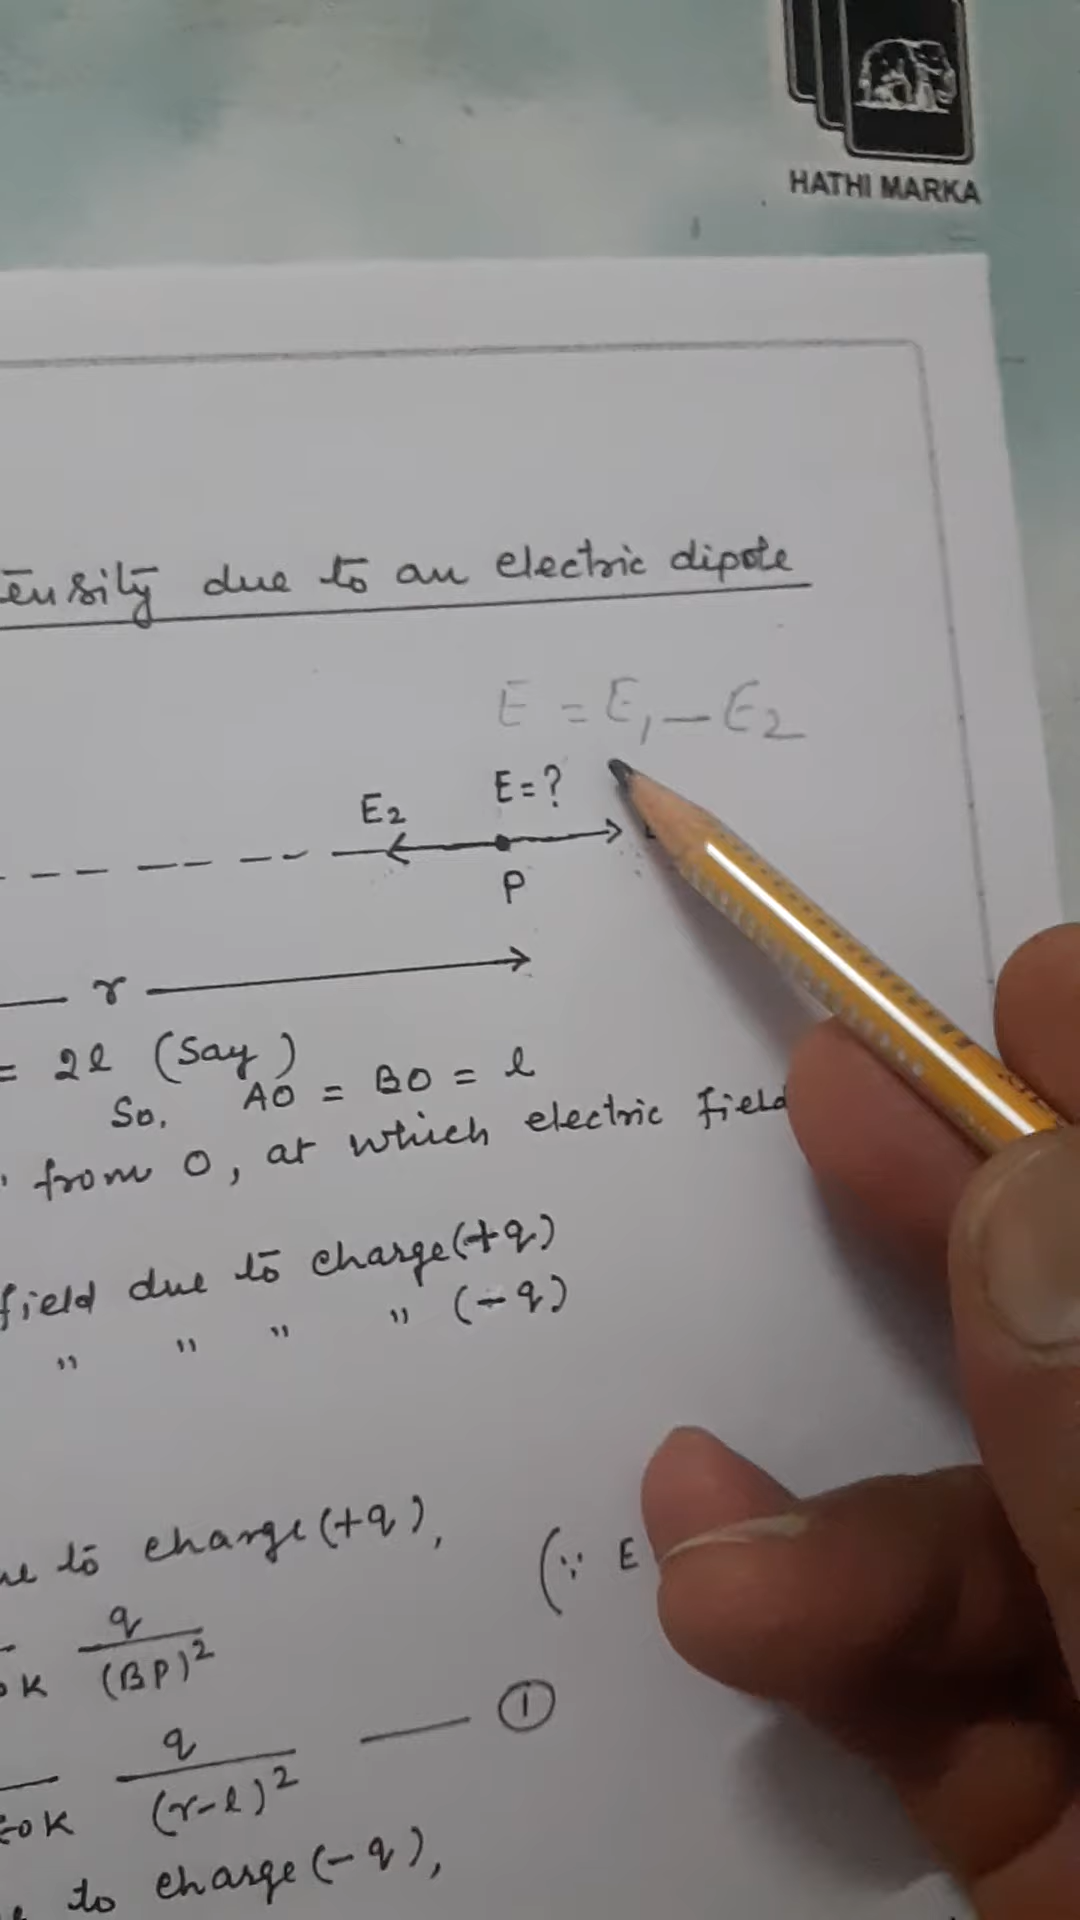 HATHI MARKA
due to an electric dipole
E = E₁ - E₂
E₂ E = ?
P
r
= 2l (Say)
So, AO = BO = l
from O, at which electric field
field due to charge (+q)
" " " " (-q)
to charge (+q), (∵ E
K q/(BP)²
K q/(r-l)² ①
to charge (-q),